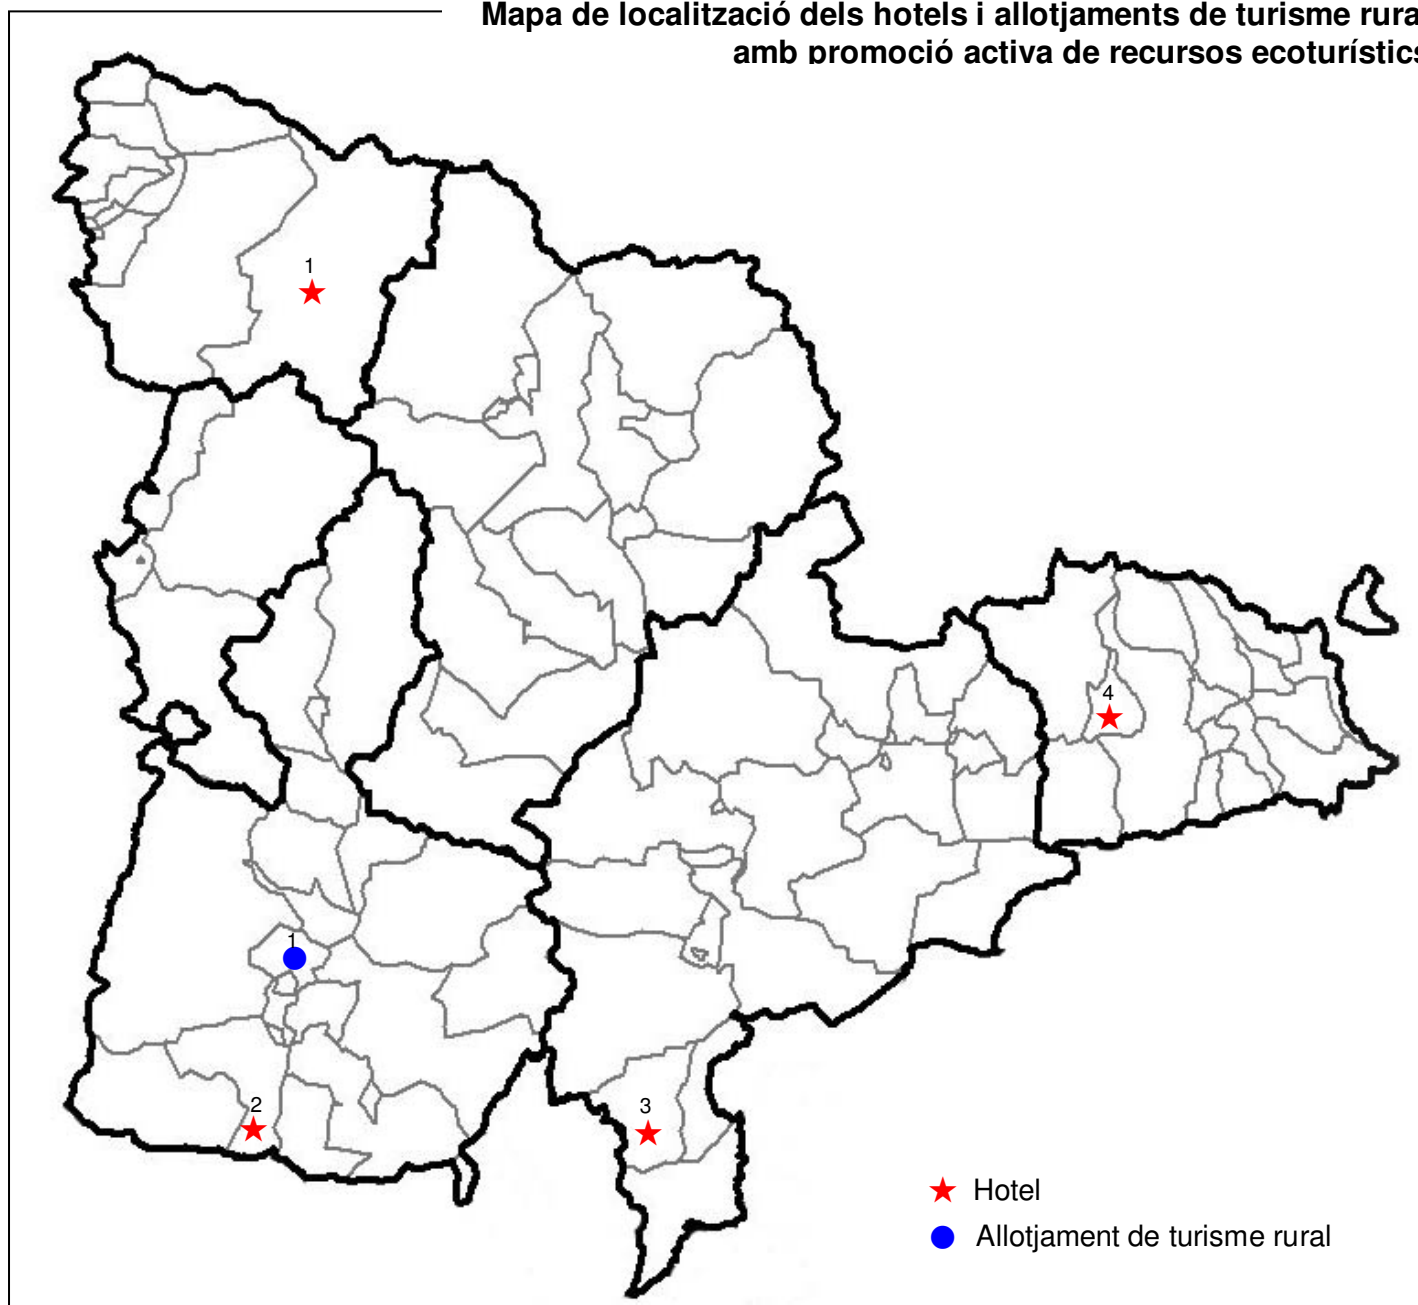 Mapa de localització dels hotels i allotjaments de turisme rura
amb promoció activa de recursos ecoturístics
1
4
1
2
3
Hotel
Allotjament de turisme rural